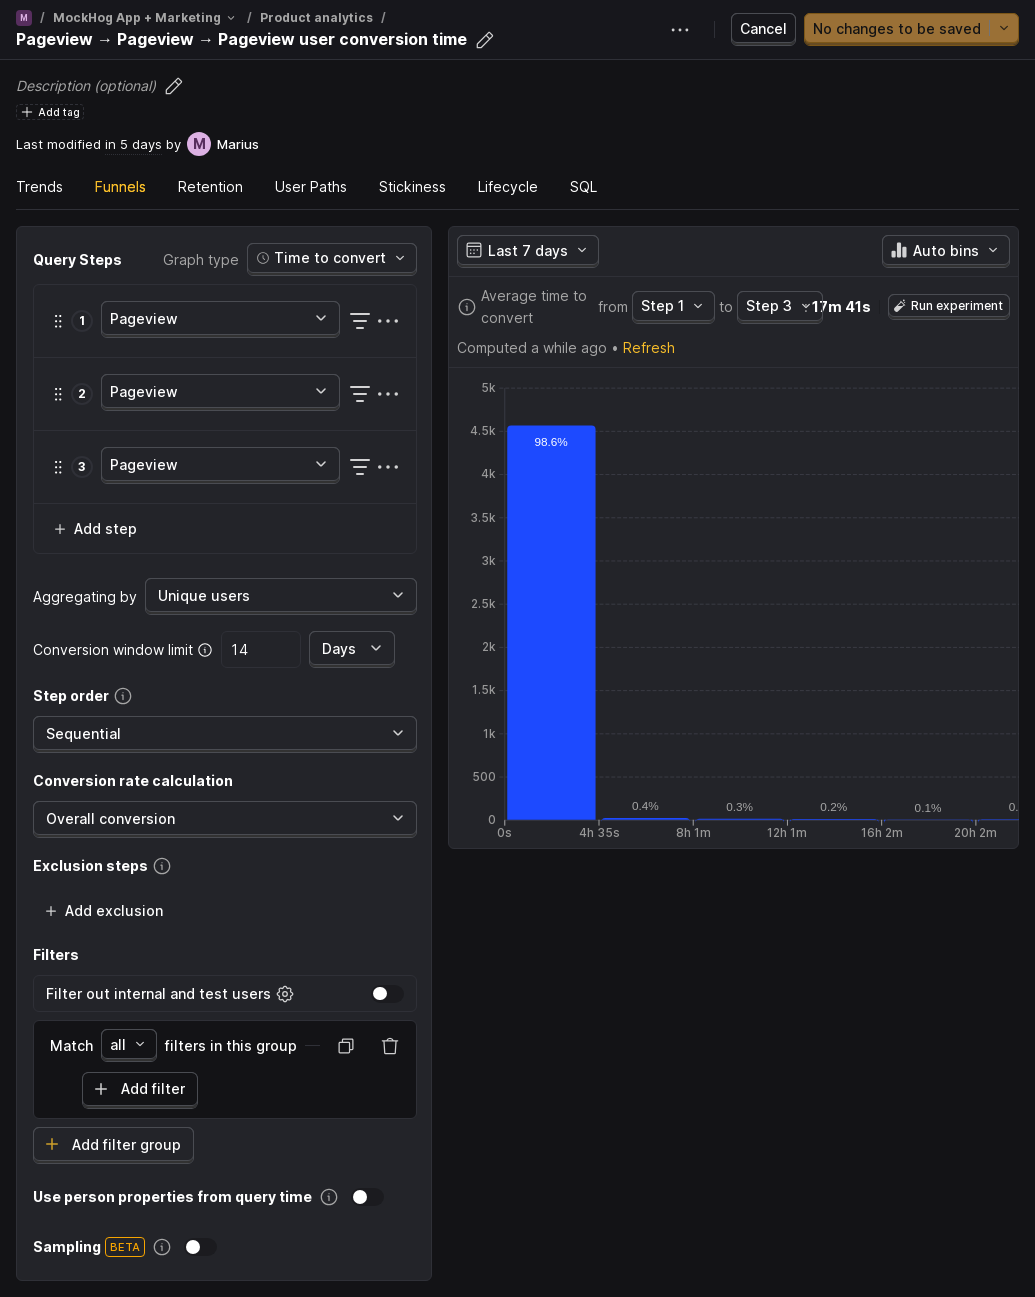 M / MockHog App + Marketing / Product analytics /
Pageview → Pageview → Pageview user conversion time
Cancel
No changes to be saved
Description (optional)
Add tag
Last modified in 5 days by M Marius
Trends Funnels Retention User Paths Stickiness Lifecycle SQL
Query Steps Graph type Time to convert
1 Pageview
2 Pageview
3 Pageview
Add step
Aggregating by Unique users
Conversion window limit 14 Days
Step order
Sequential
Conversion rate calculation
Overall conversion
Exclusion steps
Add exclusion
Filters
Filter out internal and test users
Match all filters in this group
Add filter
Add filter group
Use person properties from query time
Sampling BETA
Last 7 days Auto bins
Average time to convert from Step 1 to Step 3 17m 41s Run experiment
Computed a while ago • Refresh
5k
4.5k
98.6%
4k
3.5k
3k
2.5k
2k
1.5k
1k
500
0.4% 0.3% 0.2% 0.1% 0.
0
0s 4h 35s 8h 1m 12h 1m 16h 2m 20h 2m